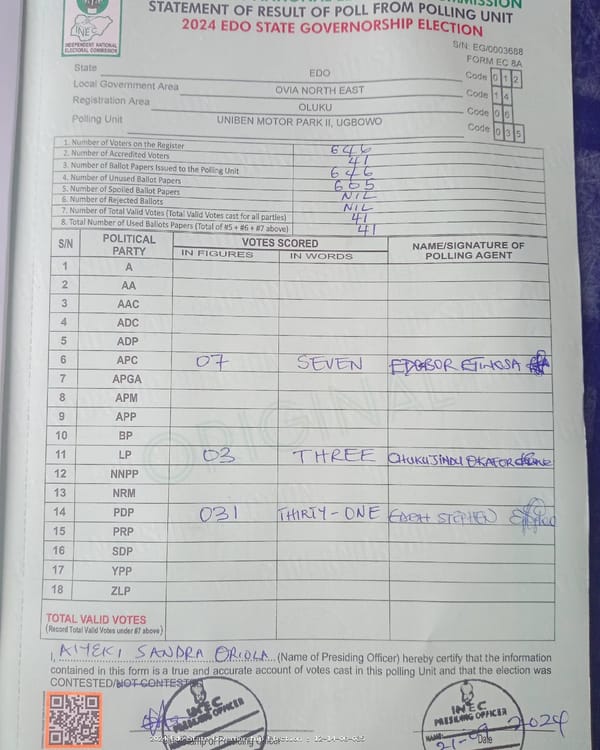 STATEMENT OF RESULT OF POLL FROM POLLING UNIT
2024 EDO STATE GOVERNORSHIP ELECTION
INEC
INDEPENDENT NATIONAL
ELECTORAL COMMISSION
S/N: EG/0003688
FORM EC 8A
State EDO Code 0 1 2
Local Government Area OVIA NORTH EAST Code 1 4
Registration Area OLUKU Code 0 6
Polling Unit UNIBEN MOTOR PARK II, UGBOWO Code 0 3 5
1. Number of Voters on the Register 646
2. Number of Accredited Voters 41
3. Number of Ballot Papers Issued to the Polling Unit 646
4. Number of Unused Ballot Papers 605
5. Number of Spoiled Ballot Papers NIL
6. Number of Rejected Ballots NIL
7. Number of Total Valid Votes (Total Valid Votes cast for all parties) 41
8. Total Number of Used Ballots Papers (Total of #5 + #6 + #7 above) 41
S/N POLITICAL PARTY VOTES SCORED NAME/SIGNATURE OF POLLING AGENT
IN FIGURES IN WORDS
1 A
2 AA
3 AAC
4 ADC
5 ADP
6 APC 07 SEVEN EDOBOR ETINOSA
7 APGA
8 APM
9 APP
10 BP
11 LP 03 THREE CHUKUJINDU OKAFOR
12 NNPP
13 NRM
14 PDP 031 THIRTY-ONE STEPHEN
15 PRP
16 SDP
17 YPP
18 ZLP
ORIGINAL
TOTAL VALID VOTES
(Record Total Valid Votes under #7 above)
I, AIYEKI SANDRA ORIOLA (Name of Presiding Officer) hereby certify that the information
contained in this form is a true and accurate account of votes cast in this polling Unit and that the election was
CONTESTED/NOT CONTESTED
INEC
PRESIDING OFFICER
INEC
PRESIDING OFFICER
21-09-2024
Date